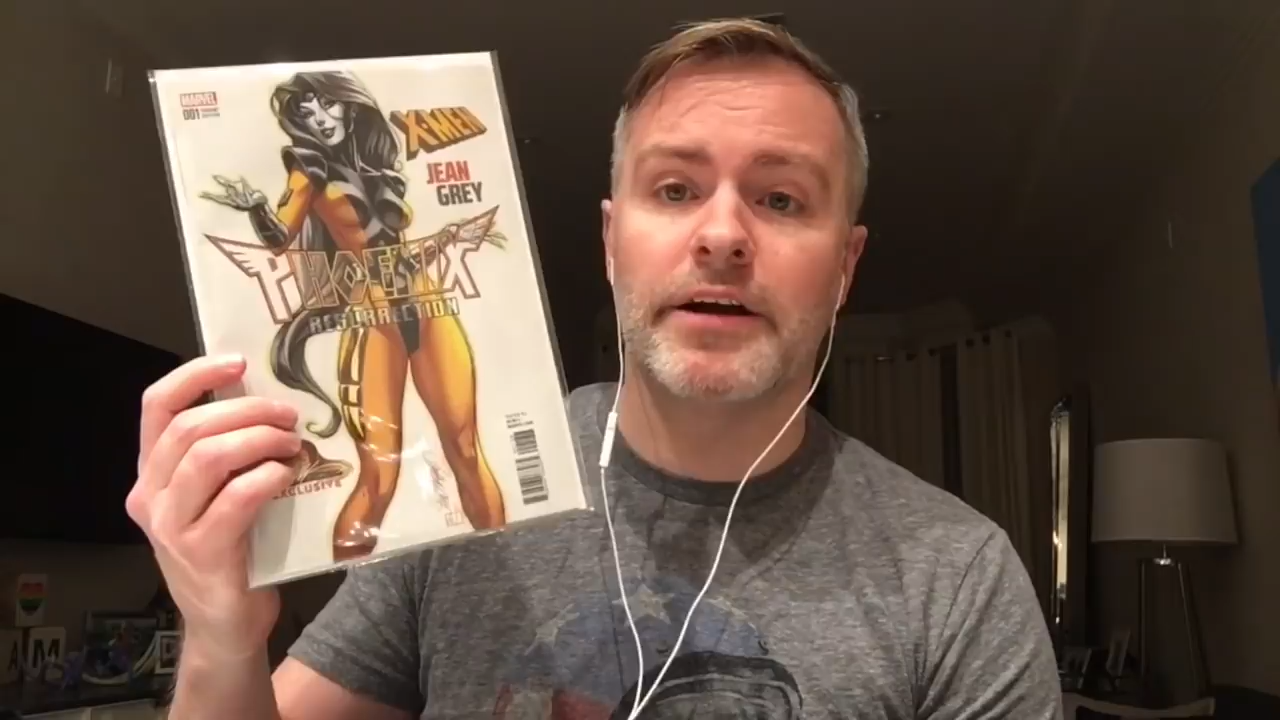 MARVEL
001
X-MEN
JEAN
GREY
PHOENIX
RESURRECTION
EXCLUSIVE
A M